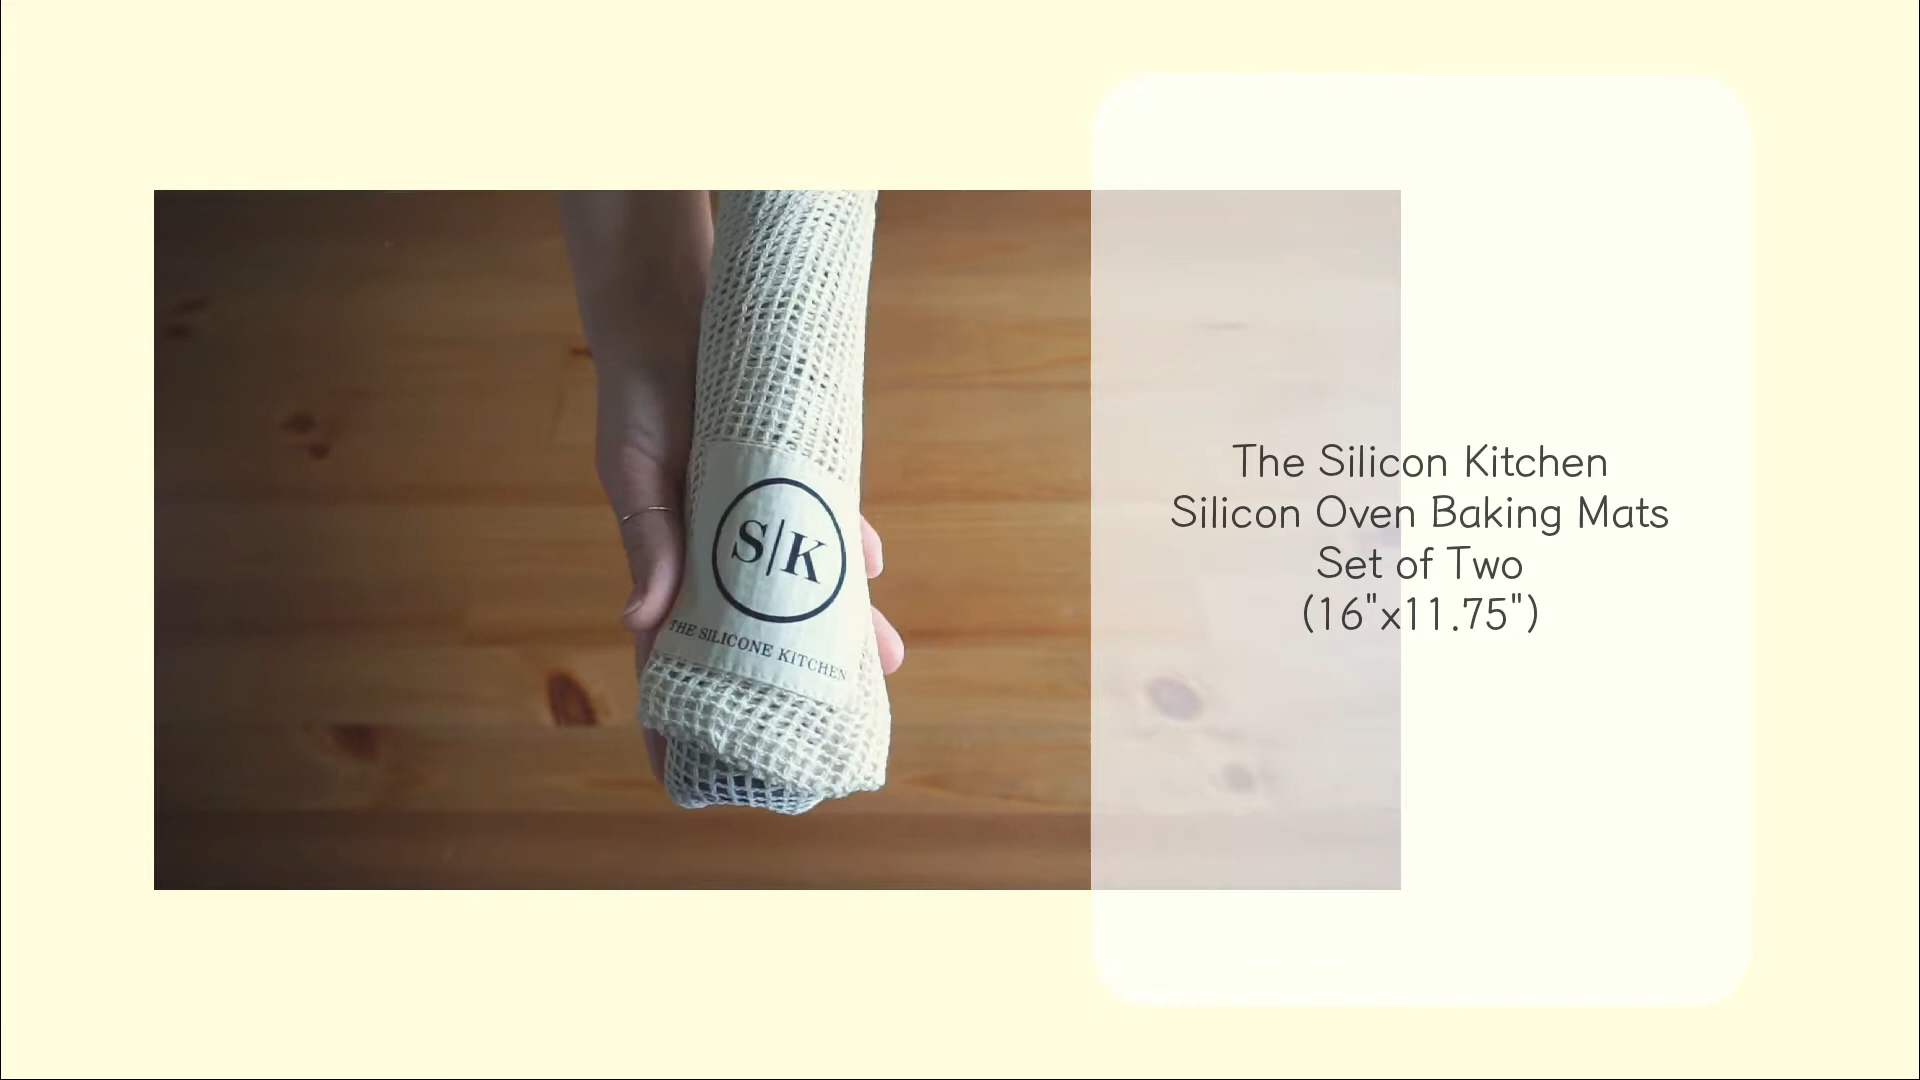 S|K
THE SILICONE KITCHEN
The Silicon Kitchen
Silicon Oven Baking Mats
Set of Two
(16"x11.75")